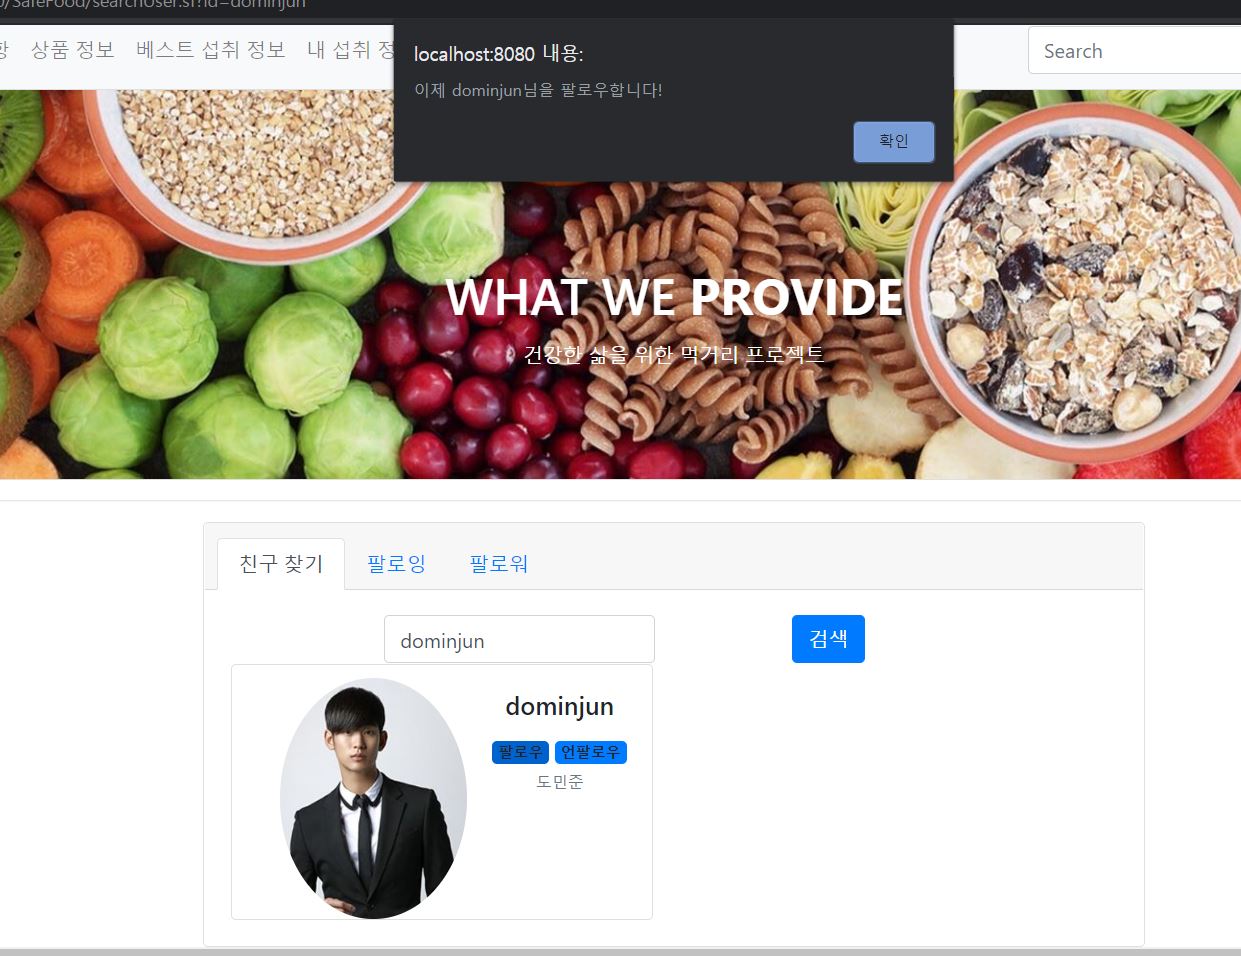 0/SafeFood/searchUser.sf?id=dominjun
항 상품 정보 베스트 섭취 정보 내 섭취 정
Search
localhost:8080 내용:
이제 dominjun님을 팔로우합니다!
확인
WHAT WE PROVIDE
건강한 삶을 위한 먹거리 프로젝트
친구 찾기 팔로잉 팔로워
dominjun 검색
dominjun
팔로우 언팔로우
도민준